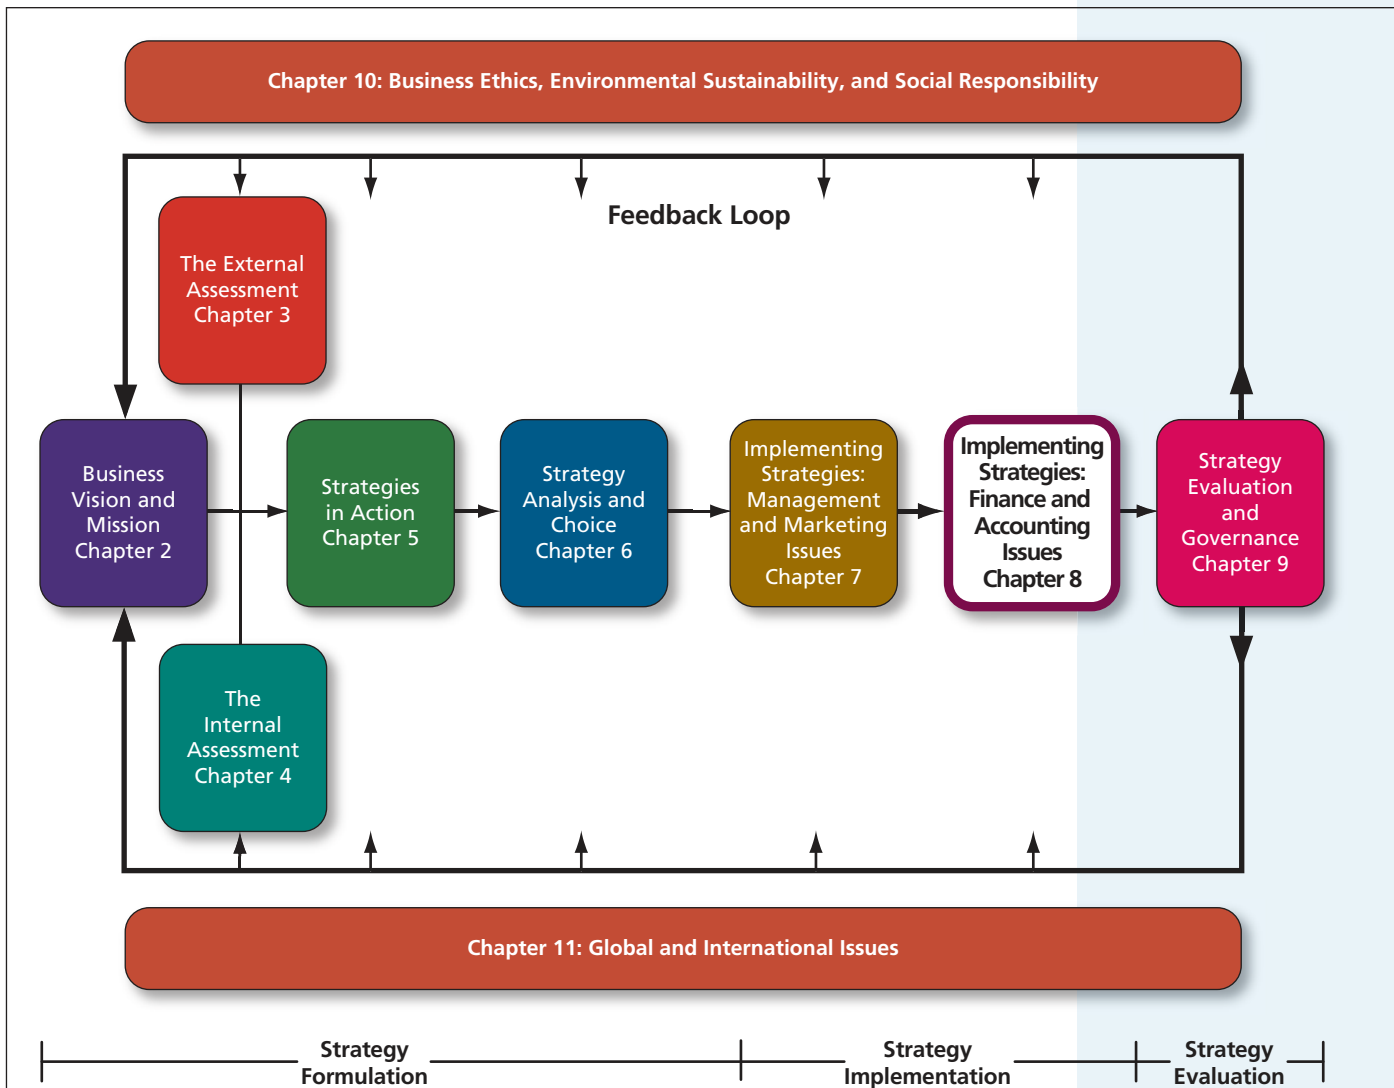 Chapter 10: Business Ethics, Environmental Sustainability, and Social Responsibility
Feedback Loop
The External
Assessment
Chapter 3
Business
Vision and
Mission
Chapter 2
Strategies
in Action
Chapter 5
Strategy
Analysis and
Choice
Chapter 6
Implementing
Strategies:
Management
and Marketing
Issues
Chapter 7
Implementing
Strategies:
Finance and
Accounting
Issues
Chapter 8
Strategy
Evaluation
and
Governance
Chapter 9
The
Internal
Assessment
Chapter 4
Chapter 11: Global and International Issues
Strategy
Formulation
Strategy
Implementation
Strategy
Evaluation